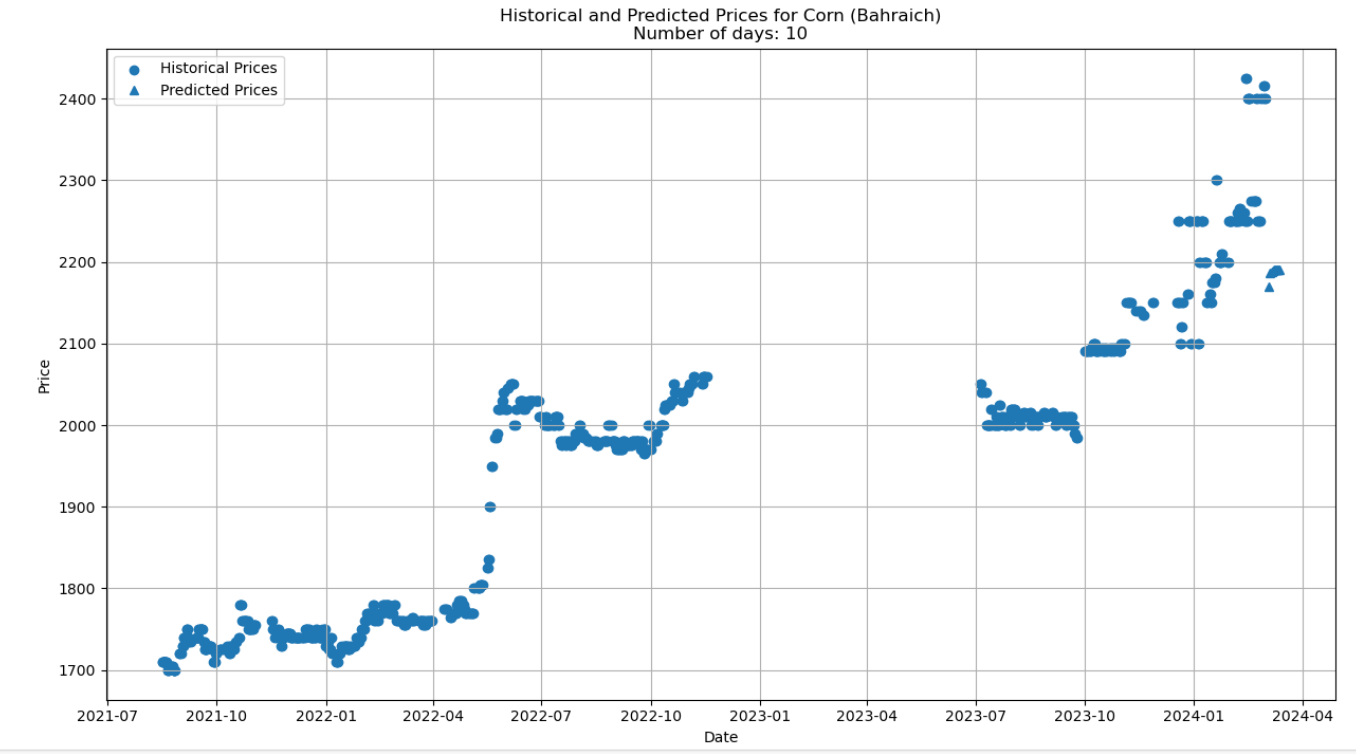 Historical and Predicted Prices for Corn (Bahraich)
Number of days: 10
Historical Prices
Predicted Prices
2400
2300
2200
2100
2000
1900
1800
1700
Price
2021-07 2021-10 2022-01 2022-04 2022-07 2022-10 2023-01 2023-04 2023-07 2023-10 2024-01 2024-04
Date